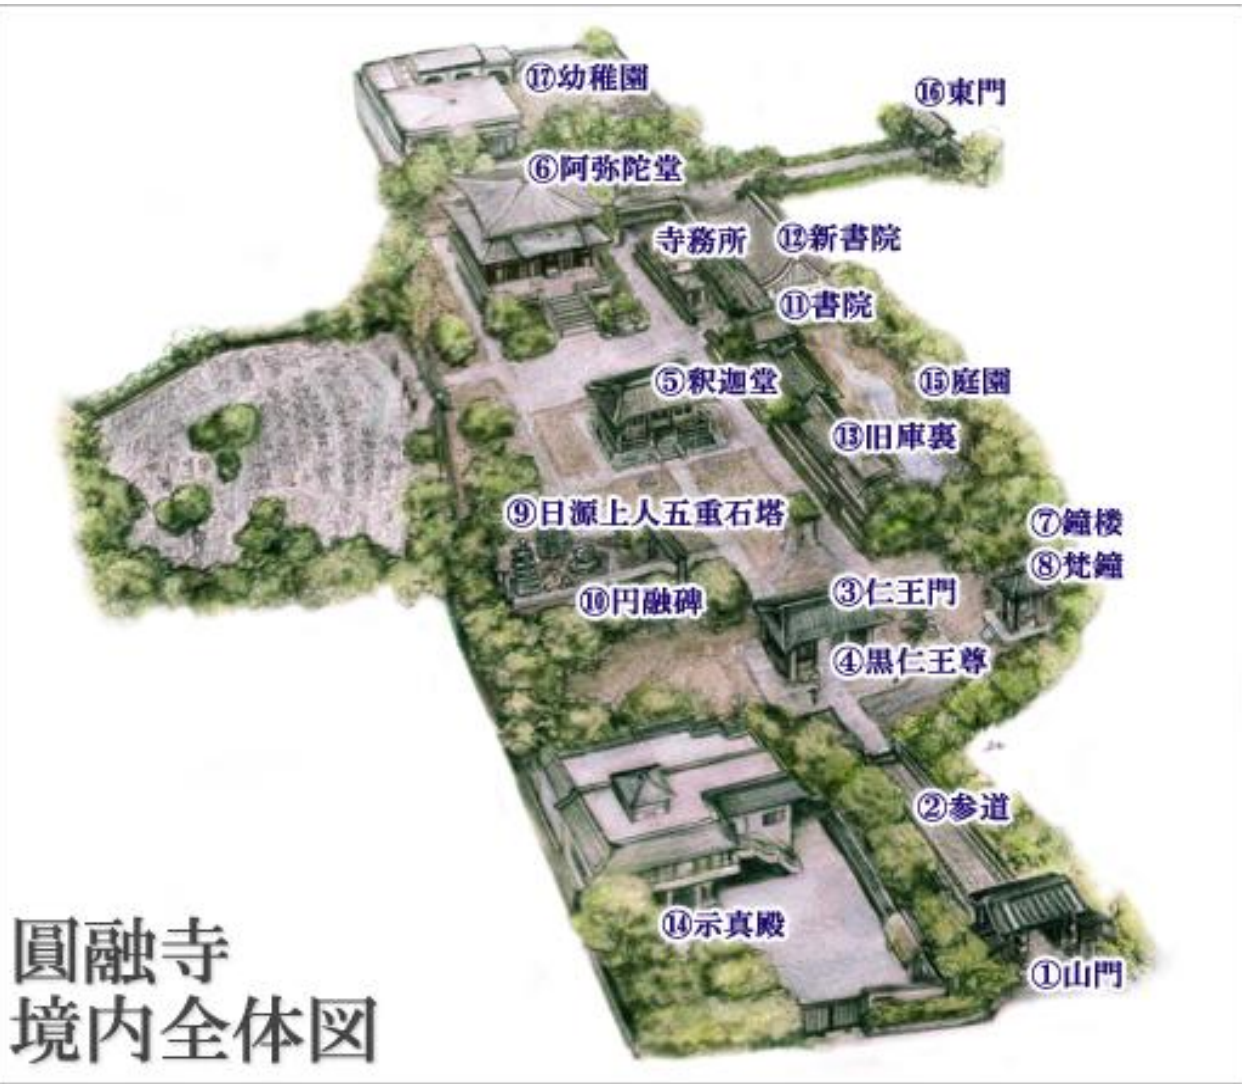 ⑰幼稚園
⑯東門
⑥阿弥陀堂
寺務所
⑫新書院
⑪書院
⑤釈迦堂
⑮庭園
⑬旧庫裏
⑨日源上人五重石塔
⑦鐘楼
⑧梵鐘
⑩円融碑
③仁王門
④黒仁王尊
②参道
⑭示真殿
①山門
圓融寺
境内全体図